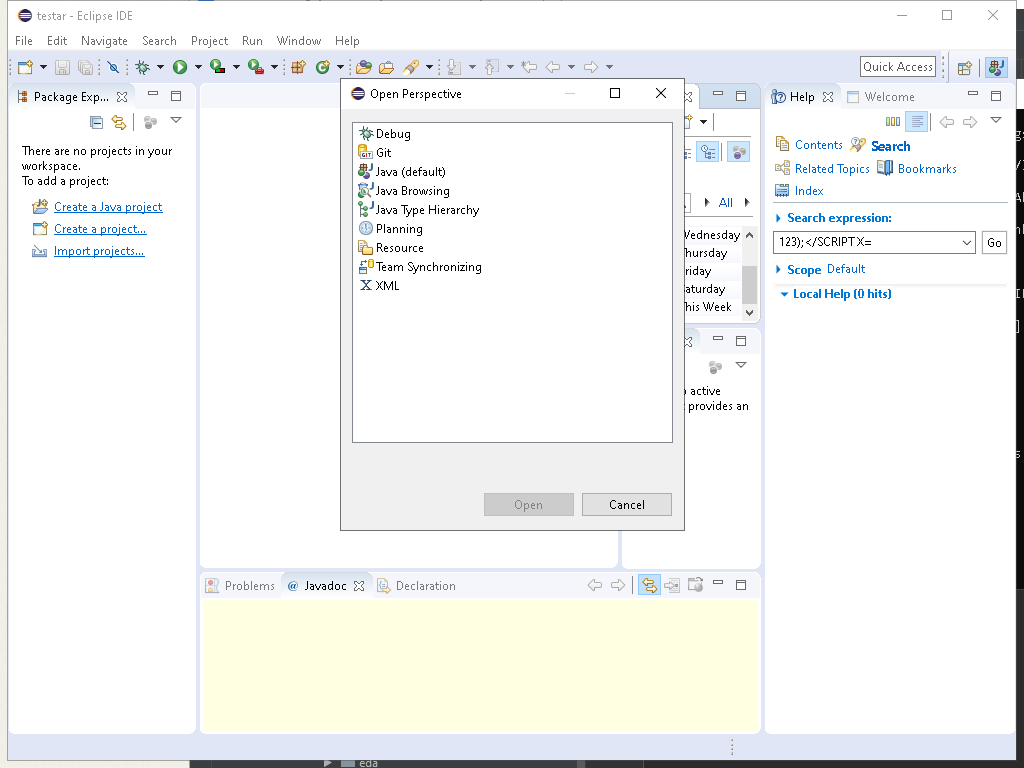 testar - Eclipse IDE
File Edit Navigate Search Project Run Window Help
Quick Access
Package Exp...
There are no projects in your
workspace.
To add a project:
Create a Java project
Create a project...
Import projects...
Open Perspective
Debug
Git
Java (default)
Java Browsing
Java Type Hierarchy
Planning
Resource
Team Synchronizing
XML
Open Cancel
All
Wednesday
Thursday
riday
aturday
This Week
active
provides an
Help Welcome
Contents Search
Related Topics Bookmarks
Index
Search expression:
123);</SCRIPT X=
Go
Scope Default
Local Help (0 hits)
Problems @ Javadoc Declaration
eda